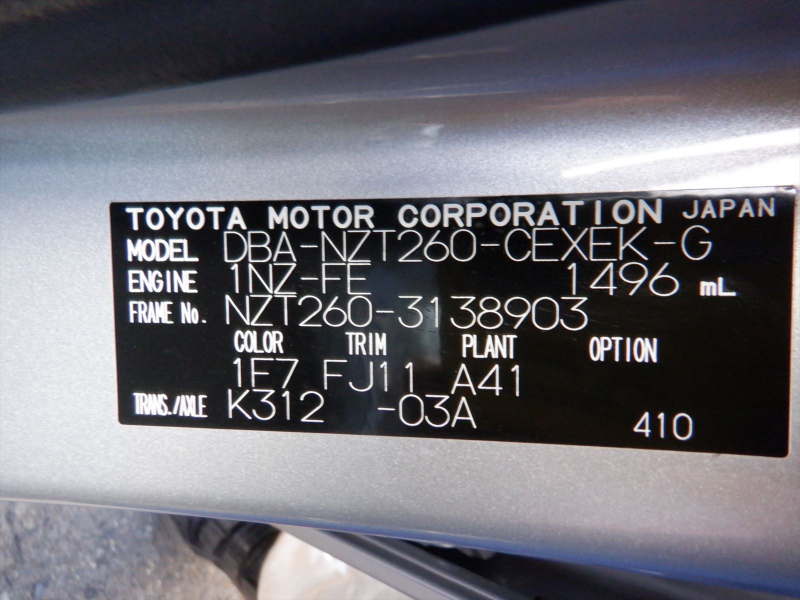 TOYOTA MOTOR CORPORATION JAPAN
MODEL DBA-NZT260-CEXEK-G
ENGINE 1NZ-FE 1496 mL
FRAME No. NZT260-3138903
COLOR TRIM PLANT OPTION
1F7 FJ11 A41
TRANS./AXLE K312 -03A
410